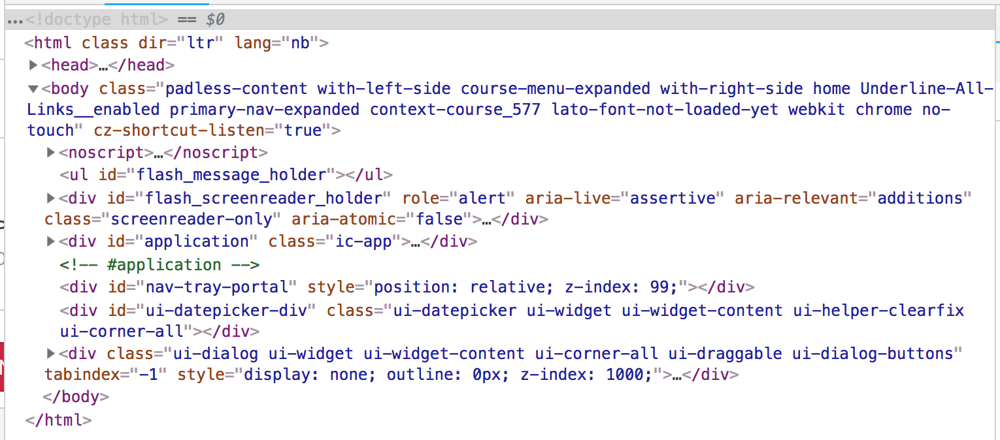 …<!doctype html> == $0
<html class dir="ltr" lang="nb">
▶<head>…</head>
▼<body class="padless-content with-left-side course-menu-expanded with-right-side home Underline-All-
Links__enabled primary-nav-expanded context-course_577 lato-font-not-loaded-yet webkit chrome no-
touch" cz-shortcut-listen="true">
▶<noscript>…</noscript>
<ul id="flash_message_holder"></ul>
▶<div id="flash_screenreader_holder" role="alert" aria-live="assertive" aria-relevant="additions"
class="screenreader-only" aria-atomic="false">…</div>
▶<div id="application" class="ic-app">…</div>
<!-- #application -->
<div id="nav-tray-portal" style="position: relative; z-index: 99;"></div>
<div id="ui-datepicker-div" class="ui-datepicker ui-widget ui-widget-content ui-helper-clearfix
ui-corner-all"></div>
▶<div class="ui-dialog ui-widget ui-widget-content ui-corner-all ui-draggable ui-dialog-buttons"
tabindex="-1" style="display: none; outline: 0px; z-index: 1000;">…</div>
</body>
</html>